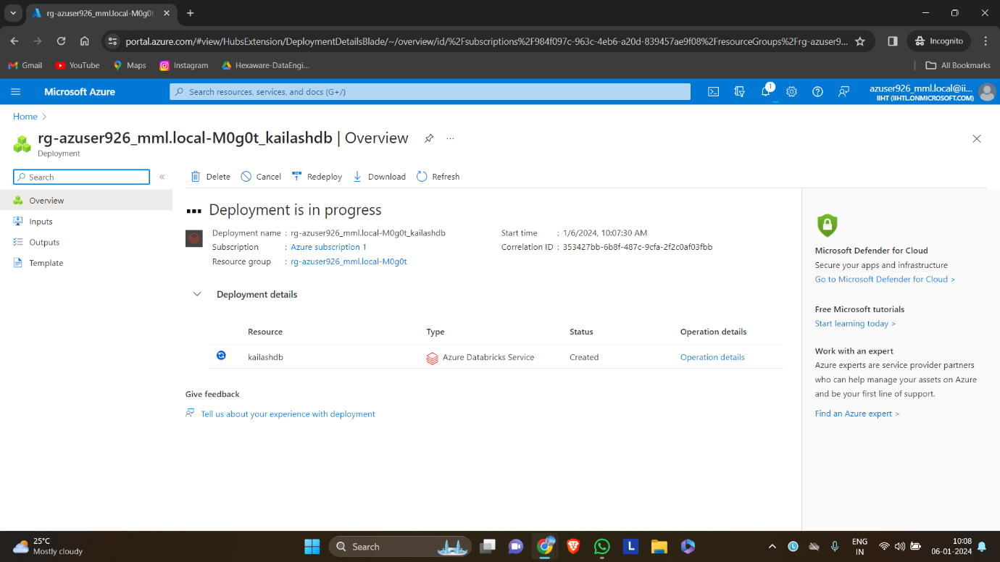 rg-azuser926_mml.local-M0g0t_
portal.azure.com/#view/HubsExtension/DeploymentDetailsBlade/~/overview/id/%2Fsubscriptions%2F984f097c-963c-4eb6-a20d-839457ae9f08%2FresourceGroups%2Frg-azuser9...
Incognito
Gmail
YouTube
Maps
Instagram
Hexaware-DataEngi...
All Bookmarks
Microsoft Azure
Search resources, services, and docs (G+/)
1
azuser926_mml.local@ii...
IIHT (IIHTLONMICROSOFT.COM)
Home >
rg-azuser926_mml.local-M0g0t_kailashdb | Overview
...
Deployment
Search
«
Delete
Cancel
Redeploy
Download
Refresh
Overview
Inputs
Outputs
Template
Deployment is in progress
Deployment name : rg-azuser926_mml.local-M0g0t_kailashdb
Subscription : Azure subscription 1
Resource group : rg-azuser926_mml.local-M0g0t
Start time : 1/6/2024, 10:07:30 AM
Correlation ID : 353427bb-6b8f-487c-9cfa-2f2c0af03fbb
Deployment details
Resource Type Status Operation details
kailashdb Azure Databricks Service Created Operation details
Give feedback
Tell us about your experience with deployment
Microsoft Defender for Cloud
Secure your apps and infrastructure
Go to Microsoft Defender for Cloud >
Free Microsoft tutorials
Start learning today >
Work with an expert
Azure experts are service provider partners
who can help manage your assets on Azure
and be your first line of support.
Find an Azure expert >
25°C
Mostly cloudy
Search
L
L
ENG
IN
10:08
06-01-2024